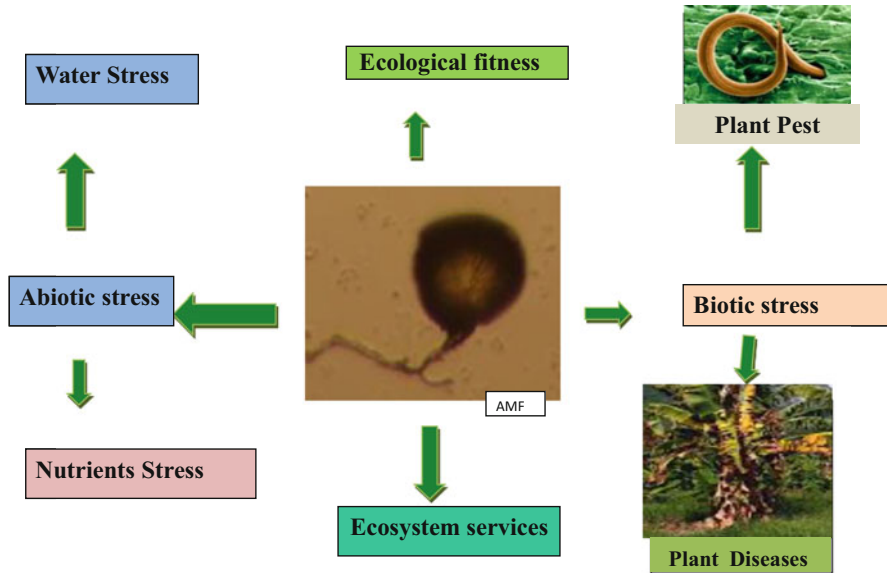 Water Stress
Ecological fitness
Plant Pest
Abiotic stress
Biotic stress
AMF
Nutrients Stress
Ecosystem services
Plant Diseases